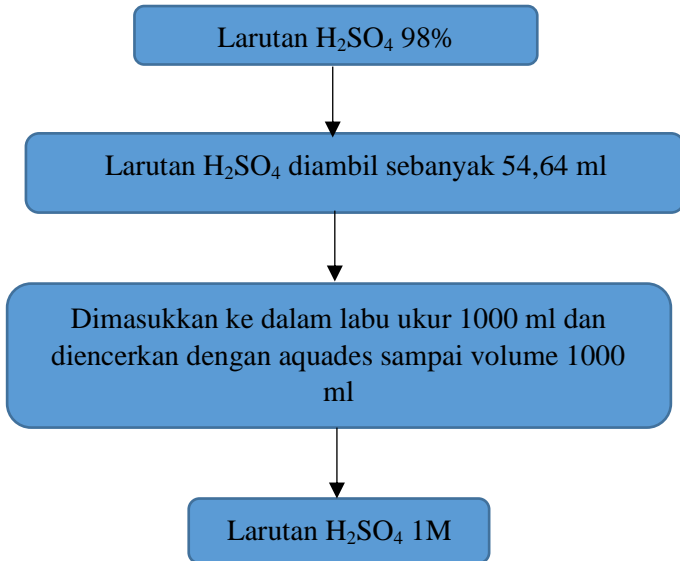 Larutan H₂SO₄ 98%
Larutan H₂SO₄ diambil sebanyak 54,64 ml
Dimasukkan ke dalam labu ukur 1000 ml dan
diencerkan dengan aquades sampai volume 1000
ml
Larutan H₂SO₄ 1M